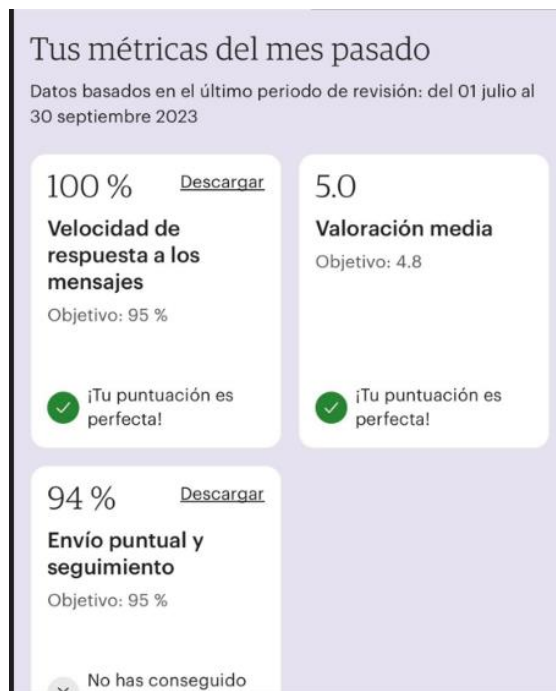 Tus métricas del mes pasado
Datos basados en el último periodo de revisión: del 01 julio al
30 septiembre 2023
100 %
Descargar
Velocidad de
respuesta a los
mensajes
Objetivo: 95 %
¡Tu puntuación es
perfecta!
5.0
Valoración media
Objetivo: 4.8
¡Tu puntuación es
perfecta!
94 %
Descargar
Envío puntual y
seguimiento
Objetivo: 95 %
No has conseguido